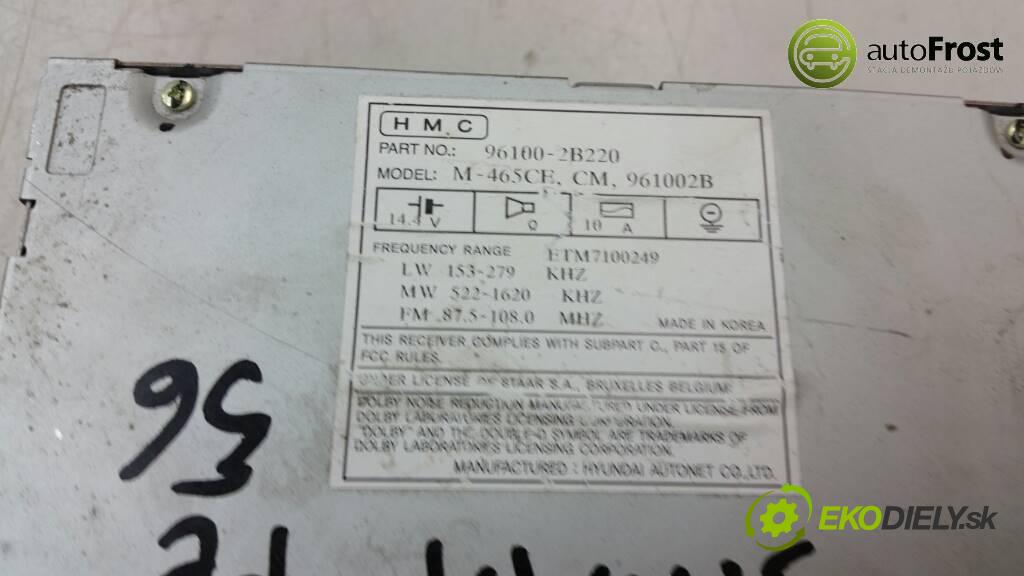 autoFrost
STACJA DEMONTAŻU POJAZDÓW
HMC
PART NO.: 96100-2B220
MODEL: M-465CE, CM, 961002B
14.4 V Ω 10 A
FREQUENCY RANGE ETM7100249
LW 153-279 KHZ
MW 522-1620 KHZ
FM 87.5-108.0 MHZ MADE IN KOREA
THIS RECEIVER COMPLIES WITH SUBPART C., PART 15 OF
FCC RULES.
UNDER LICENSE OF STAAR S.A., BRUXELLES BELGIUM
DOLBY NOISE REDUCTION MANUFACTURED UNDER LICENSE FROM
DOLBY LABORATORIES LICENSING CORPORATION.
"DOLBY" AND THE DOUBLE-D SYMBOL ARE TRADEMARKS OF
DOLBY LABORATORIES LICENSING CORPORATION.
MANUFACTURED : HYUNDAI AUTONET CO.,LTD.
36
EKODIELY.sk